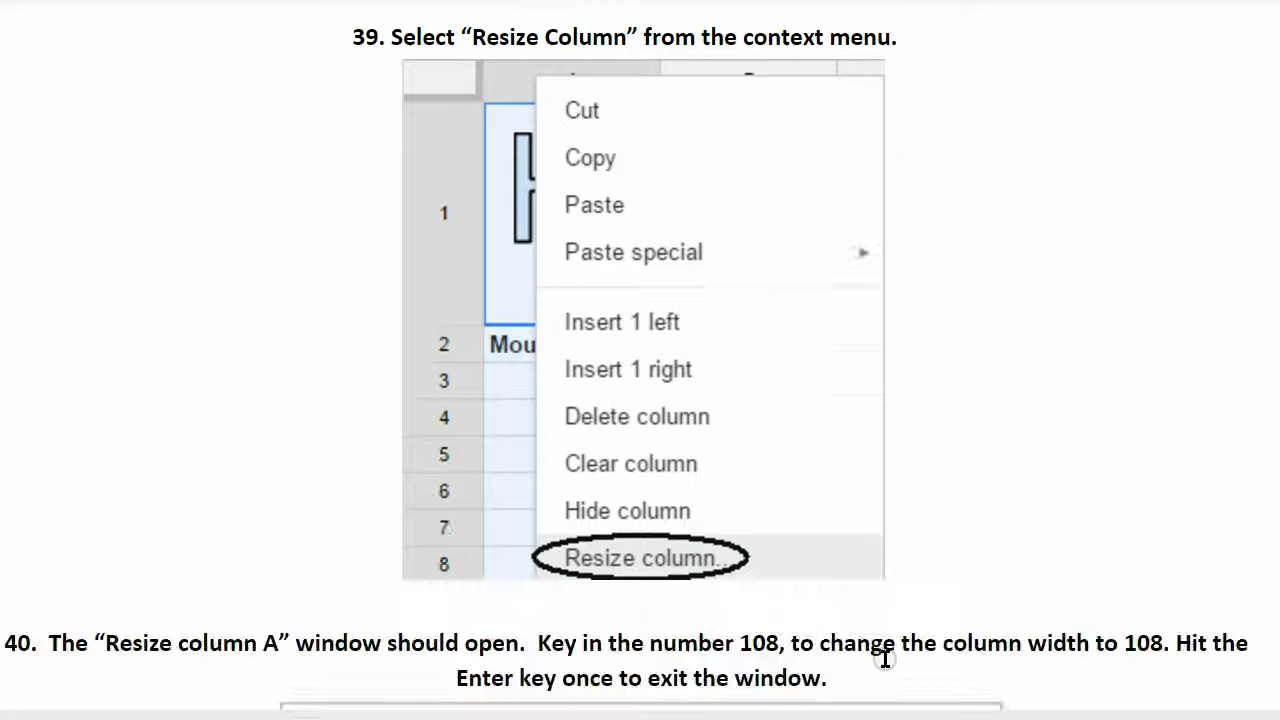 39. Select “Resize Column” from the context menu.
Cut
Copy
Paste
1
Paste special
Insert 1 left
2 Mou
Insert 1 right
3
Delete column
4
Clear column
5
6
Hide column
7
Resize column..
8
40. The “Resize column A” window should open. Key in the number 108, to change the column width to 108. Hit the
Enter key once to exit the window.